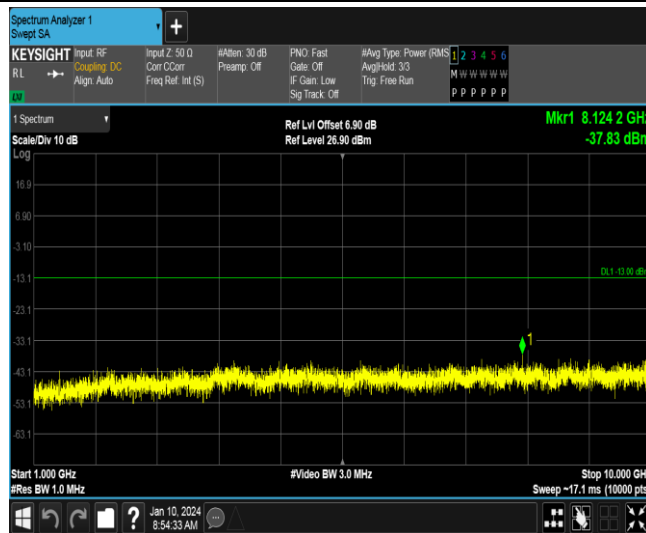 Spectrum Analyzer 1
Swept SA
+
KEYSIGHT
RL
Input: RF
Coupling: DC
Align: Auto
Input Z: 50 Ω
Corr CCorr
Freq Ref: Int (S)
#Atten: 30 dB
Preamp: Off
PNO: Fast
Gate: Off
IF Gain: Low
Sig Track: Off
#Avg Type: Power (RMS
Avg|Hold: 3/3
Trig: Free Run
1 2 3 4 5 6
M W W W W W
P P P P P P
1 Spectrum
Scale/Div 10 dB
Log
Ref Lvl Offset 6.90 dB
Ref Level 26.90 dBm
Mkr1 8.124 2 GHz
-37.83 dBm
16.9
6.90
-3.10
-13.1
DL1 -13.00 dBm
-23.1
1
-43.1
-53.1
-63.1
-33.1
Start 1.000 GHz
#Res BW 1.0 MHz
#Video BW 3.0 MHz
Stop 10.000 GHz
Sweep ~17.1 ms (10000 pts)
?
Jan 10, 2024
8:54:33 AM